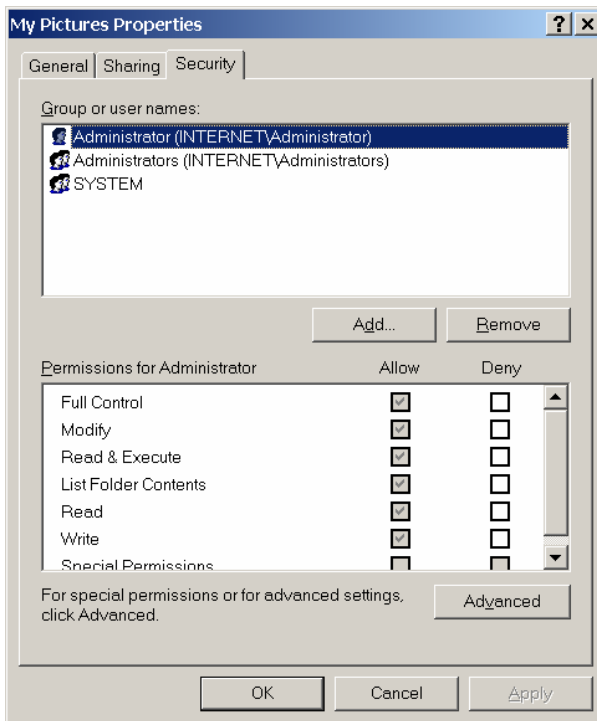 My Pictures Properties
General Sharing Security
Group or user names:
Administrator (INTERNET\Administrator)
Administrators (INTERNET\Administrators)
SYSTEM
Add... Remove
Permissions for Administrator Allow Deny
Full Control
Modify
Read & Execute
List Folder Contents
Read
Write
Special Permissions
For special permissions or for advanced settings,
click Advanced.
Advanced
OK Cancel Apply